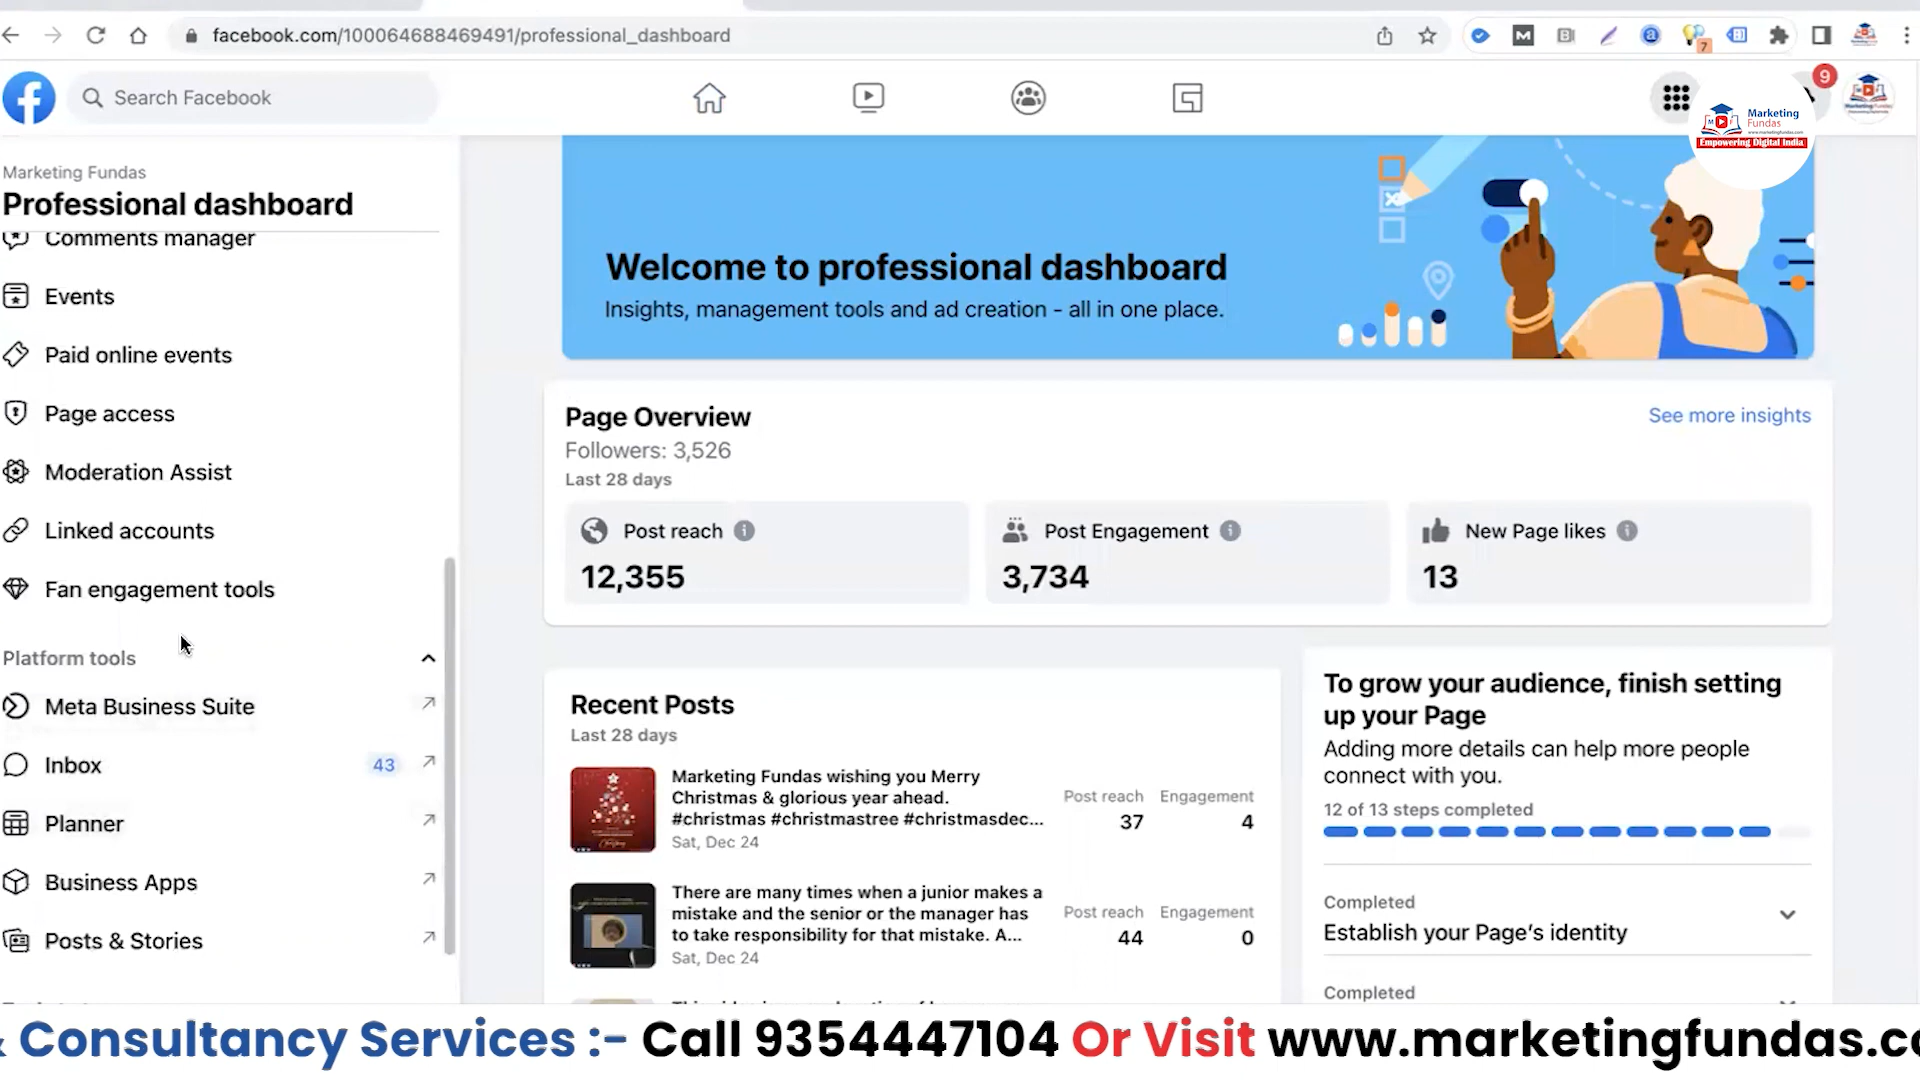 facebook.com/100064688469491/professional_dashboard
7
Search Facebook
9
Marketing
Fundas
www.marketingfundas.com
Empowering Digital India
Marketing Fundas
Professional dashboard
Comments manager
Events
Paid online events
Page access
Moderation Assist
Linked accounts
Fan engagement tools
Platform tools
Meta Business Suite
Inbox 43
Planner
Business Apps
Posts & Stories
Welcome to professional dashboard
Insights, management tools and ad creation - all in one place.
Page Overview
See more insights
Followers: 3,526
Last 28 days
Post reach
12,355
Post Engagement
3,734
New Page likes
13
Recent Posts
Last 28 days
Marketing Fundas wishing you Merry
Christmas & glorious year ahead.
#christmas #christmastree #christmasdec...
Sat, Dec 24
Post reach Engagement
37 4
There are many times when a junior makes a
mistake and the senior or the manager has
to take responsibility for that mistake. A...
Sat, Dec 24
Post reach Engagement
44 0
To grow your audience, finish setting
up your Page
Adding more details can help more people
connect with you.
12 of 13 steps completed
Completed
Establish your Page's identity
Completed
& Consultancy Services :- Call 9354447104 Or Visit www.marketingfundas.co